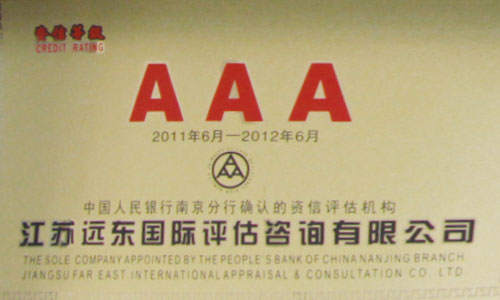 资信等级
CREDIT RATING
AAA
2011年6月—2012年6月
AAA
中国人民银行南京分行确认的资信评估机构
江苏远东国际评估咨询有限公司
THE SOLE COMPANY APPOINTED BY THE PEOPLE'S BANK OF CHINA NANJING BRANCH
JIANGSU FAR EAST INTERNATIONAL APPRAISAL & CONSULTATION CO. LTD